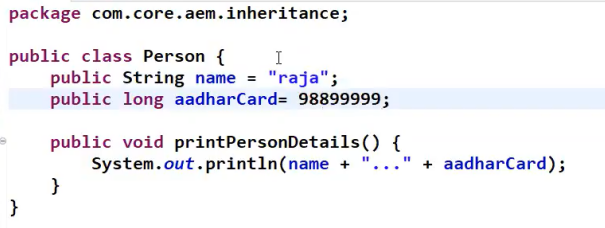 package com.core.aem.inheritance;
public class Person {
public String name = "raja";
public long aadharCard= 98899999;
public void printPersonDetails() {
System.out.println(name + "..." + aadharCard);
}
}